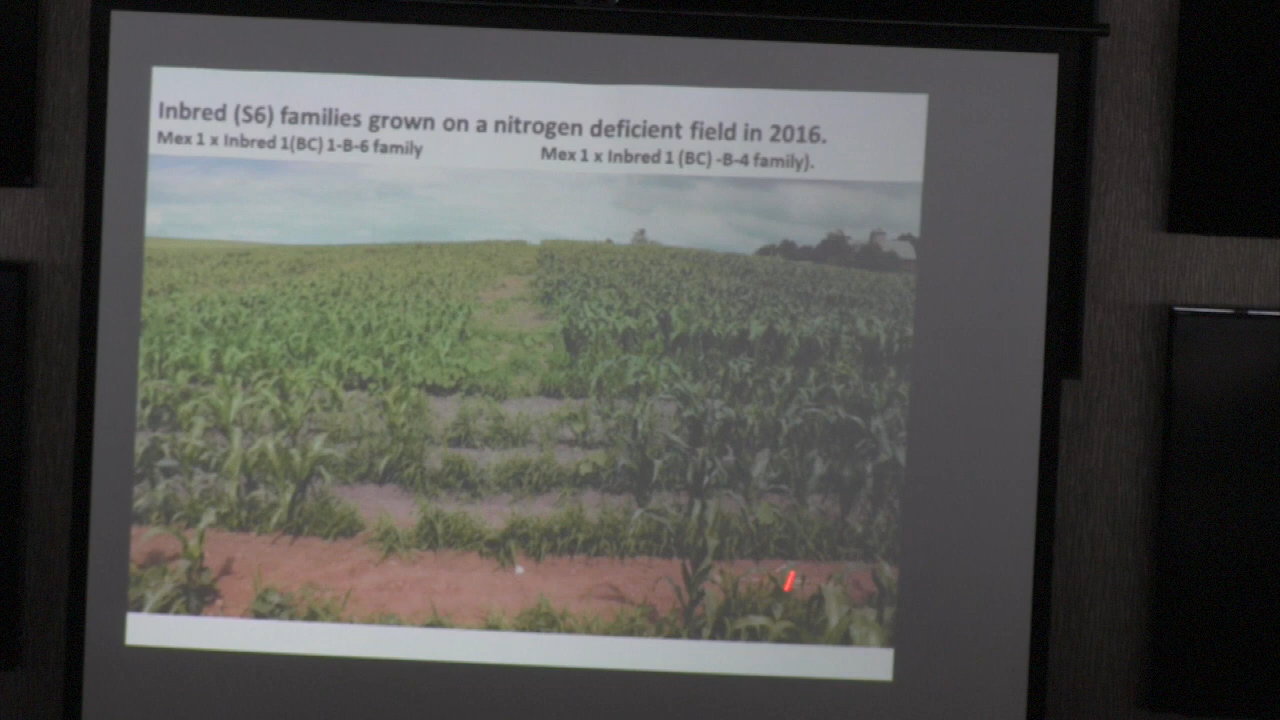 Inbred (S6) families grown on a nitrogen deficient field in 2016.
Mex 1 x Inbred 1(BC) 1-B-6 family
Mex 1 x Inbred 1 (BC) -B-4 family).